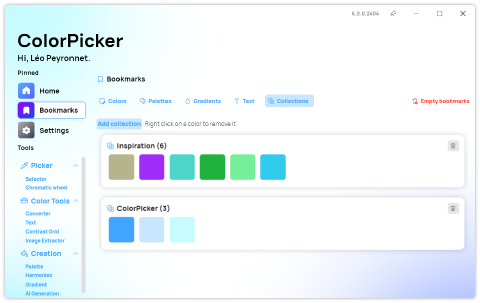 5.2.0.2404
ColorPicker
Hi, Léo Peyronnet.
Pinned
Home
Bookmarks
Settings
Tools
Picker
Selector
Chromatic wheel
Color Tools
Converter
Text
Contrast Grid
Image Extractor
Creation
Palette
Harmonies
Gradient
AI Generation
Bookmarks
Colors
Palettes
Gradients
Text
Collections
Empty bookmarks
Add collection
Right click on a color to remove it
Inspiration (6)
ColorPicker (3)